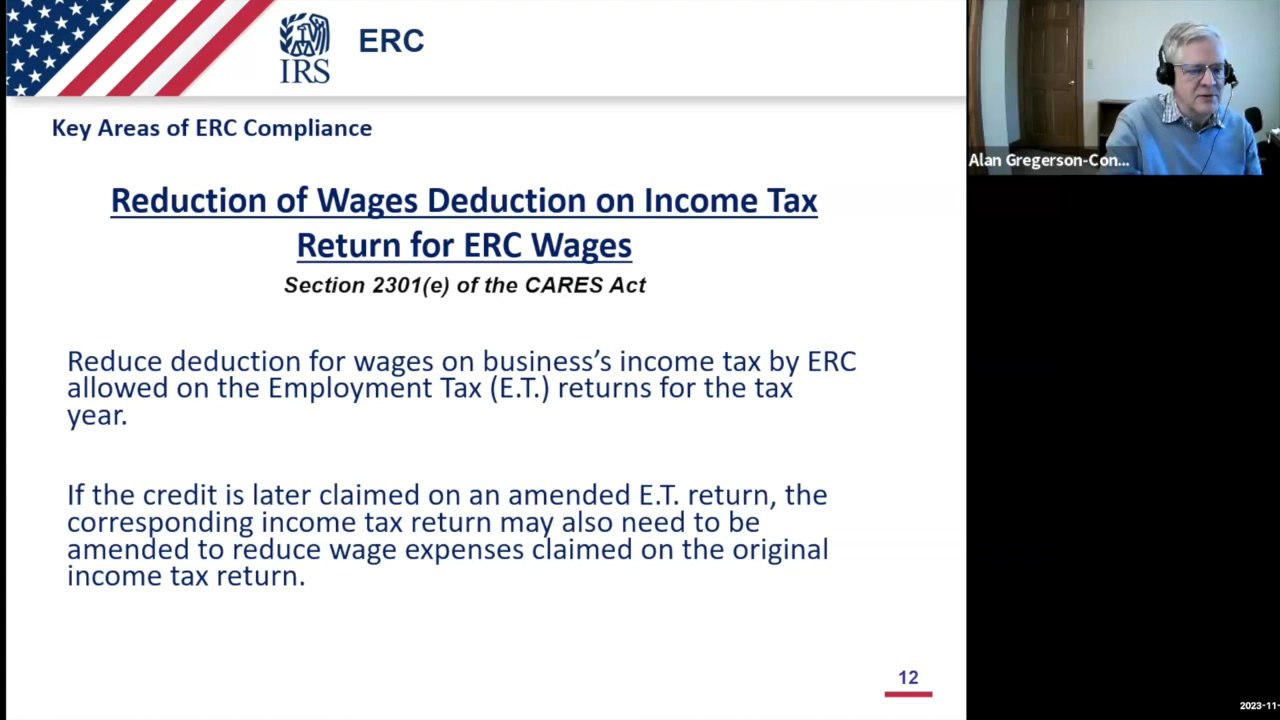 ERC
IRS
Key Areas of ERC Compliance
Reduction of Wages Deduction on Income Tax
Return for ERC Wages
Section 2301(e) of the CARES Act
Reduce deduction for wages on business’s income tax by ERC
allowed on the Employment Tax (E.T.) returns for the tax
year.
If the credit is later claimed on an amended E.T. return, the
corresponding income tax return may also need to be
amended to reduce wage expenses claimed on the original
income tax return.
12
Alan Gregerson-Con...
2023-11-